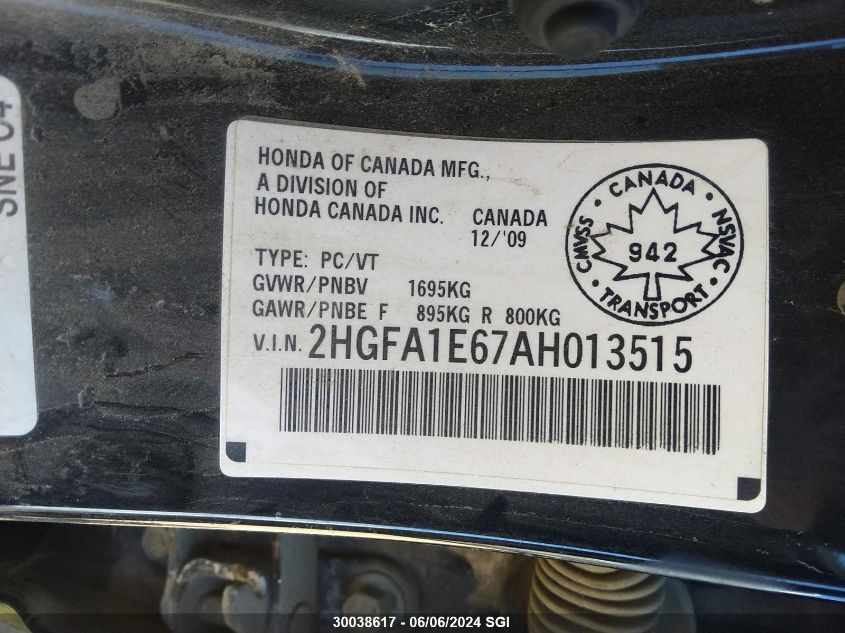 SNE C4
HONDA OF CANADA MFG.,
A DIVISION OF
HONDA CANADA INC. CANADA
12/'09
TYPE: PC/VT
GVWR/PNBV 1695KG
GAWR/PNBE F 895KG R 800KG
V.I.N. 2HGFA1E67AH013515
CANADA
CMVSS
942
NSVAC
TRANSPORT
30038617 - 06/06/2024 SGI